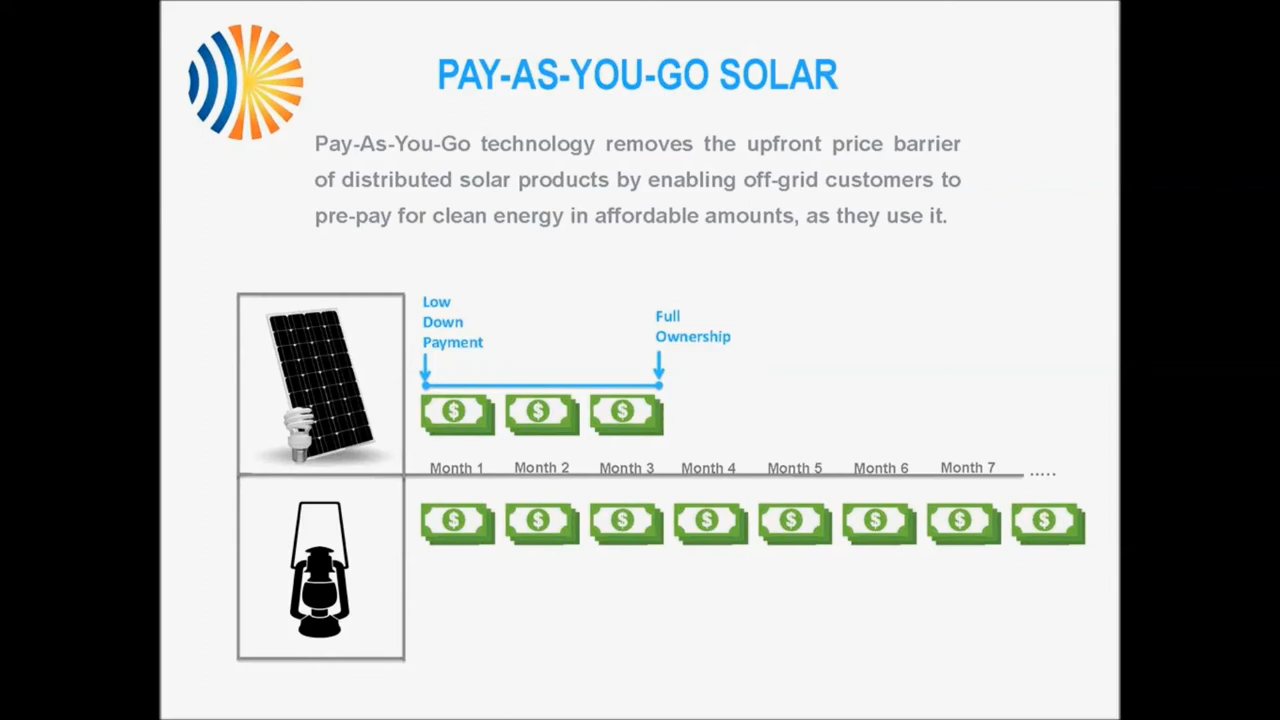 PAY-AS-YOU-GO SOLAR
Pay-As-You-Go technology removes the upfront price barrier
of distributed solar products by enabling off-grid customers to
pre-pay for clean energy in affordable amounts, as they use it.
Low
Down
Payment
Full
Ownership
$ $ $
Month 1 Month 2 Month 3 Month 4 Month 5 Month 6 Month 7 .....
$ $ $ $ $ $ $ $